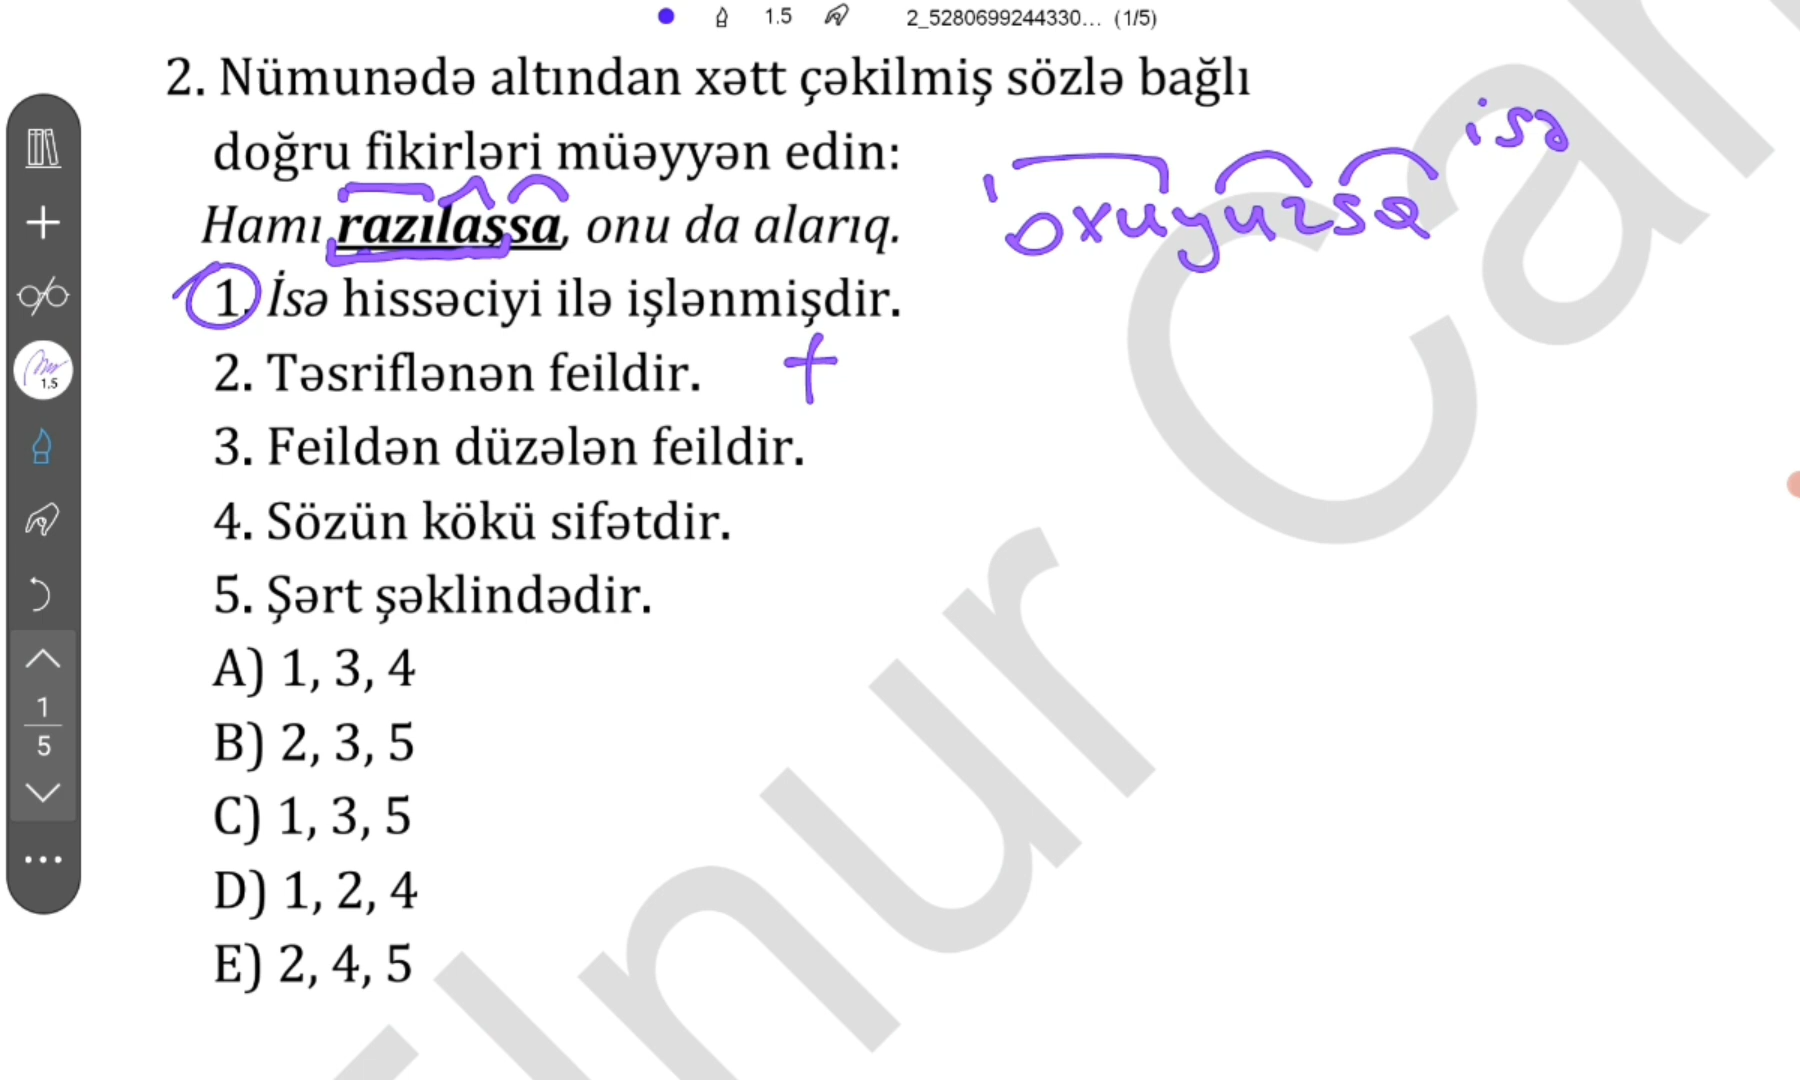 1.5 2_5280699244330... (1/5)
2. Nümunədə altından xətt çəkilmiş sözlə bağlı
doğru fikirləri müəyyən edin:
isə
Hamı razılaşsa, onu da alarıq.
oxuyursa
1. İsə hissəciyi ilə işlənmişdir.
2. Təsriflənən feildir. +
1.5
3. Feildən düzələn feildir.
4. Sözün kökü sifətdir.
5. Şərt şəklindədir.
A) 1, 3, 4
1
5
B) 2, 3, 5
C) 1, 3, 5
D) 1, 2, 4
E) 2, 4, 5